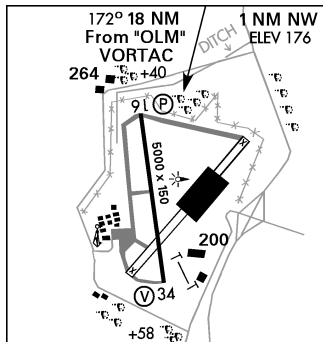 172° 18 NM
From "OLM"
VORTAC
1 NM NW
ELEV 176
DITCH
264
+40
16
P
5000 x 150
200
V
34
+58